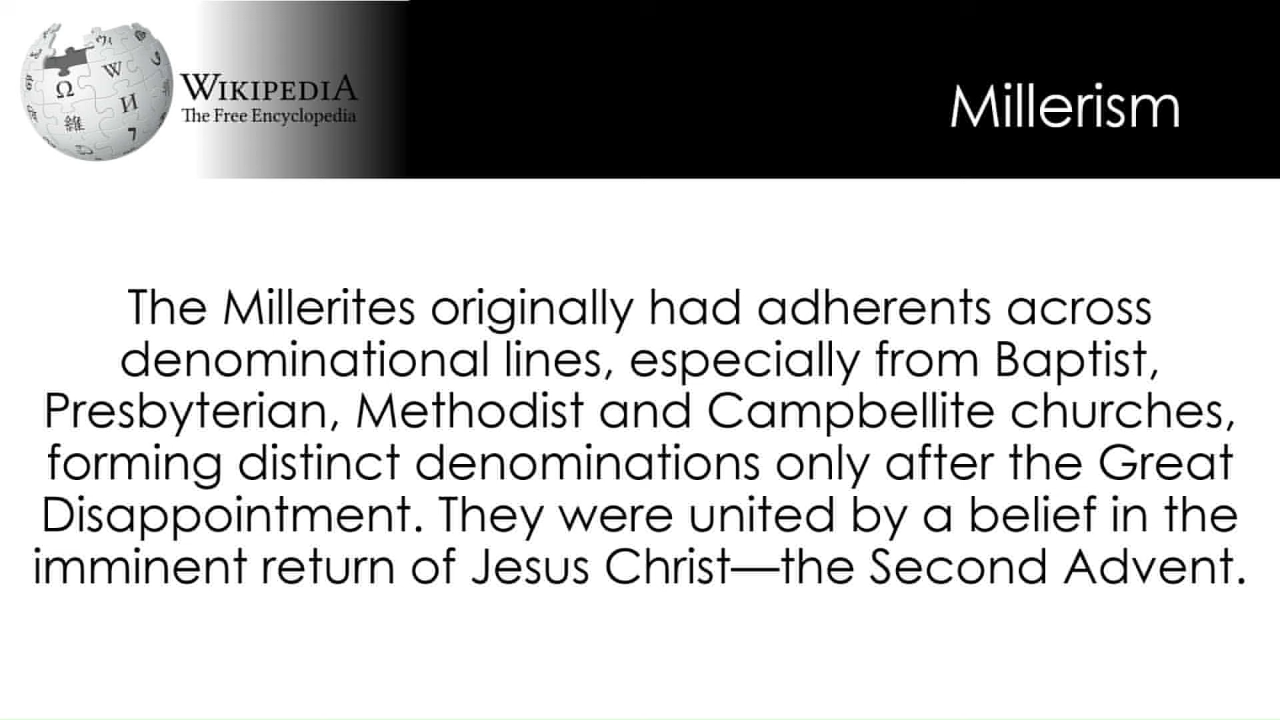 WIKIPEDIA
The Free Encyclopedia
Millerism
The Millerites originally had adherents across
denominational lines, especially from Baptist,
Presbyterian, Methodist and Campbellite churches,
forming distinct denominations only after the Great
Disappointment. They were united by a belief in the
imminent return of Jesus Christ—the Second Advent.